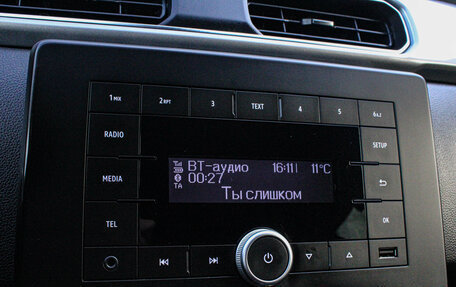 1 MIX 2 RPT 3 TEXT 4 5 6 A-Z
RADIO
SETUP
MEDIA
TEL
OK
BT-аудио 16:11 11°C
00:27
TA
Ты слишком